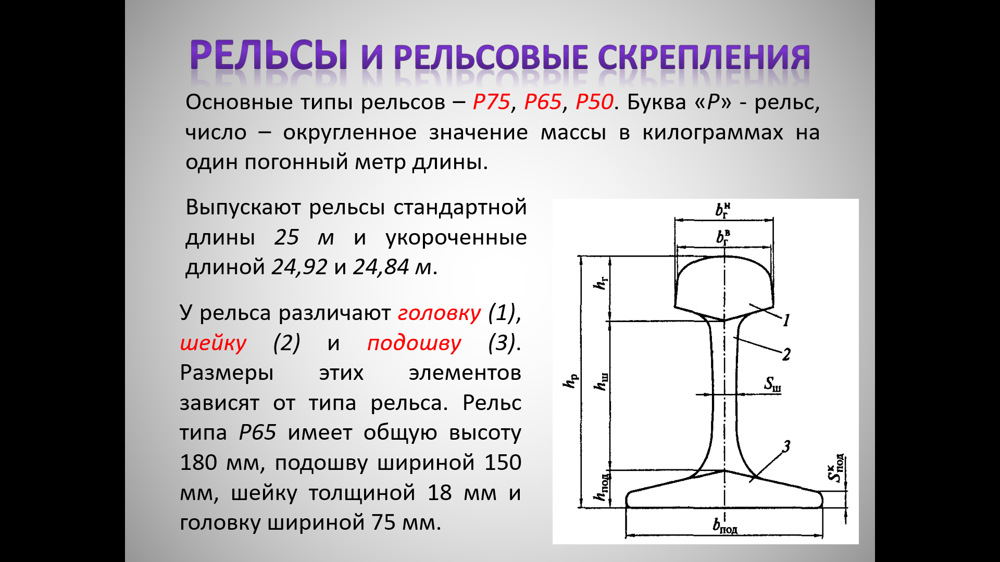 РЕЛЬСЫ И РЕЛЬСОВЫЕ СКРЕПЛЕНИЯ
Основные типы рельсов – Р75, Р65, Р50. Буква «Р» - рельс,
число – округленное значение массы в килограммах на
один погонный метр длины.
Выпускают рельсы стандартной
длины 25 м и укороченные
длиной 24,92 и 24,84 м.
У рельса различают головку (1),
шейку (2) и подошву (3).
Размеры этих элементов
зависят от типа рельса. Рельс
типа Р65 имеет общую высоту
180 мм, подошву шириной 150
мм, шейку толщиной 18 мм и
головку шириной 75 мм.
bгн
bгв
hг
1
2
hр
hш
Sш
3
Sкпод
hпод
bпод